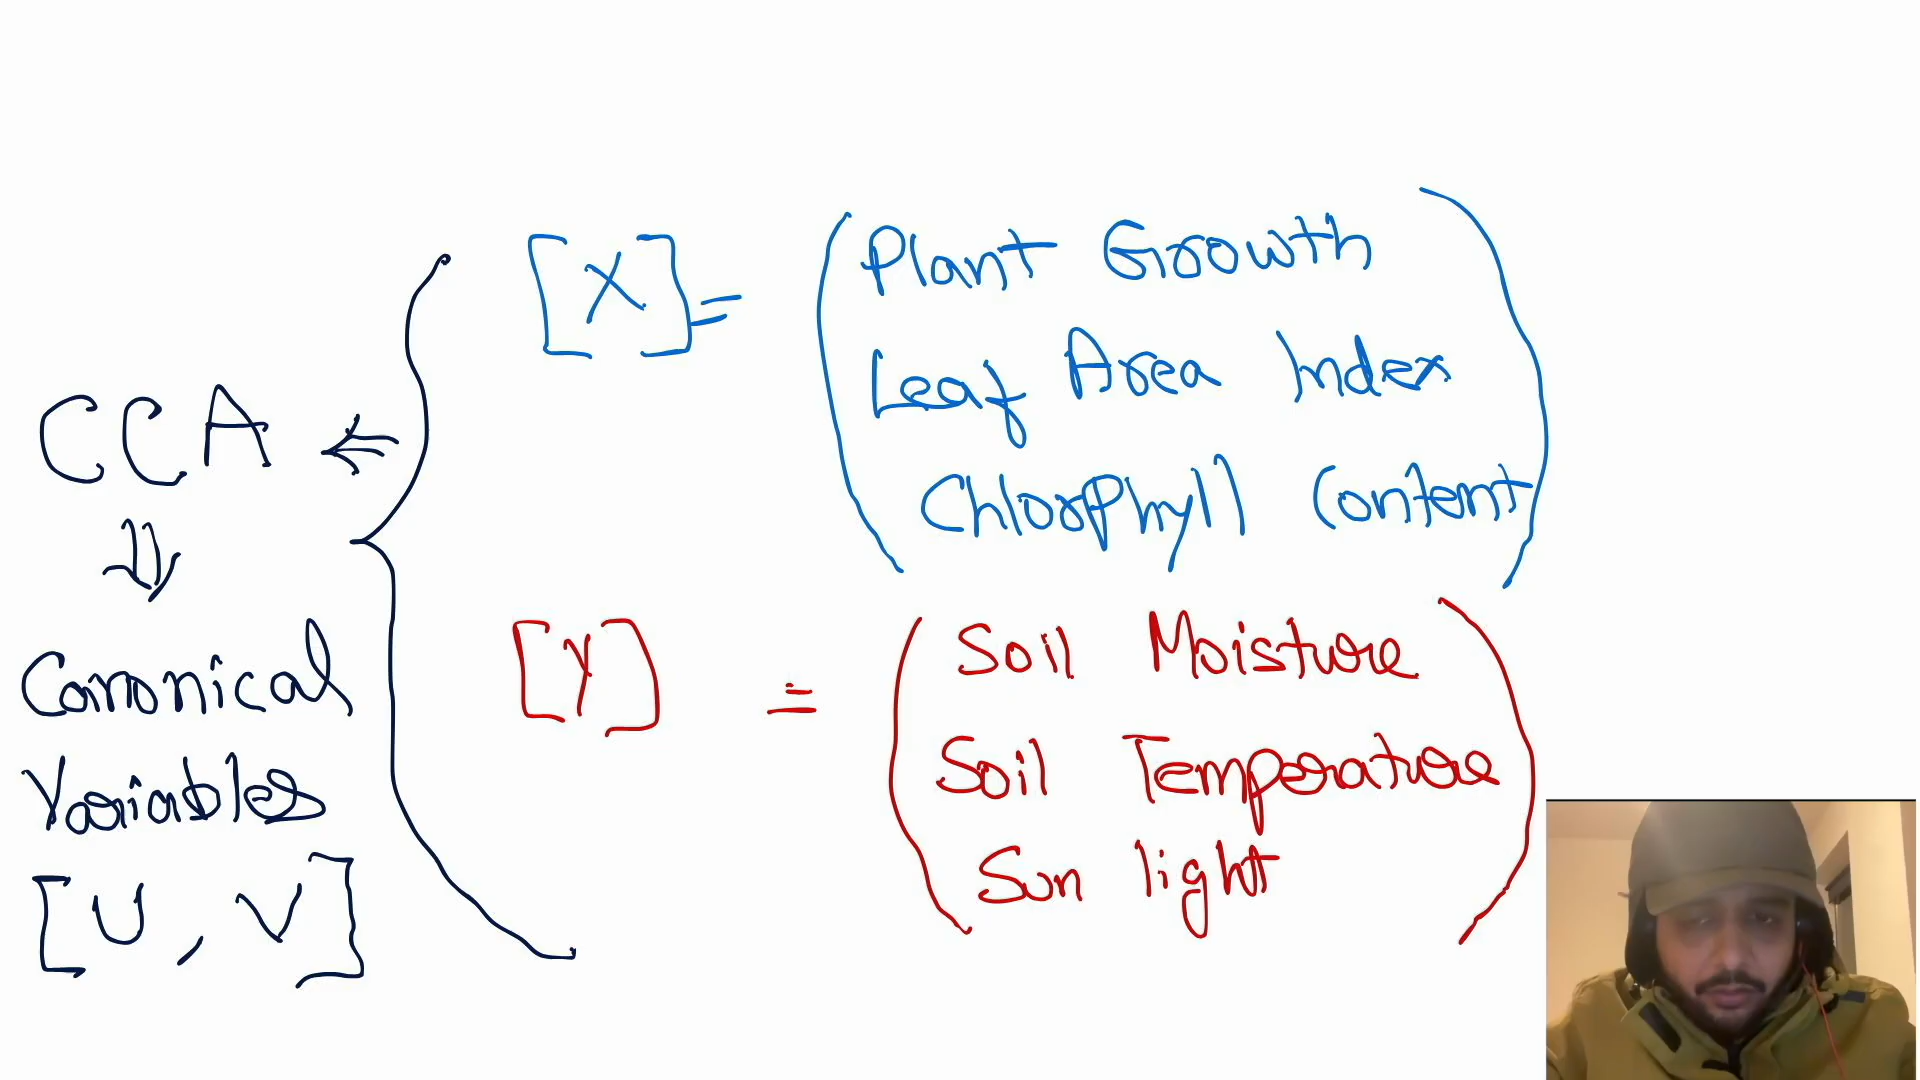 [X] =
Plant Growth
Leaf Area Index
Chlorphyll Content
CCA
Canonical
Variables
[U, V]
[Y] =
Soil Moisture
Soil Temperature
Sun light